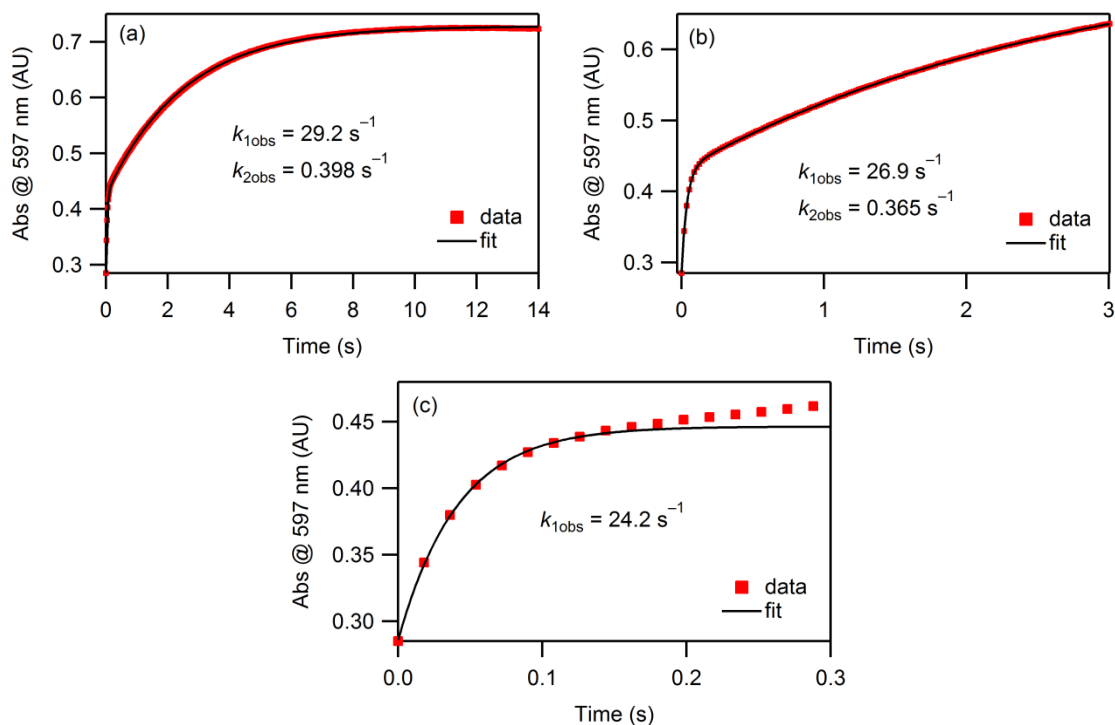 (a)
0.7
0.6
0.5
0.4
0.3
Abs @ 597 nm (AU)
k1obs = 29.2 s−1
k2obs = 0.398 s−1
data
fit
0 2 4 6 8 10 12 14
Time (s)
(b)
0.6
0.5
0.4
0.3
Abs @ 597 nm (AU)
k1obs = 26.9 s−1
k2obs = 0.365 s−1
data
fit
0 1 2 3
Time (s)
(c)
0.45
0.40
0.35
0.30
Abs @ 597 nm (AU)
k1obs = 24.2 s−1
data
fit
0.0 0.1 0.2 0.3
Time (s)